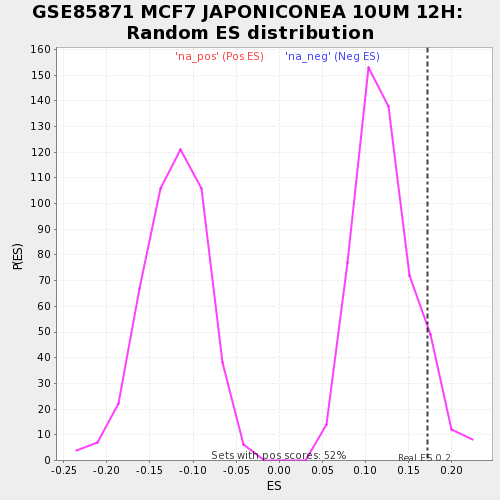 GSE85871 MCF7 JAPONICONEA 10UM 12H:
Random ES distribution
'na_pos' (Pos ES) 'na_neg' (Neg ES)
160
150
140
130
120
110
100
90
80
70
60
50
40
30
20
10
0
P(ES)
Sets with pos scores: 52%
Real ES 0.2
-0.25 -0.20 -0.15 -0.10 -0.05 0.00 0.05 0.10 0.15 0.20
ES